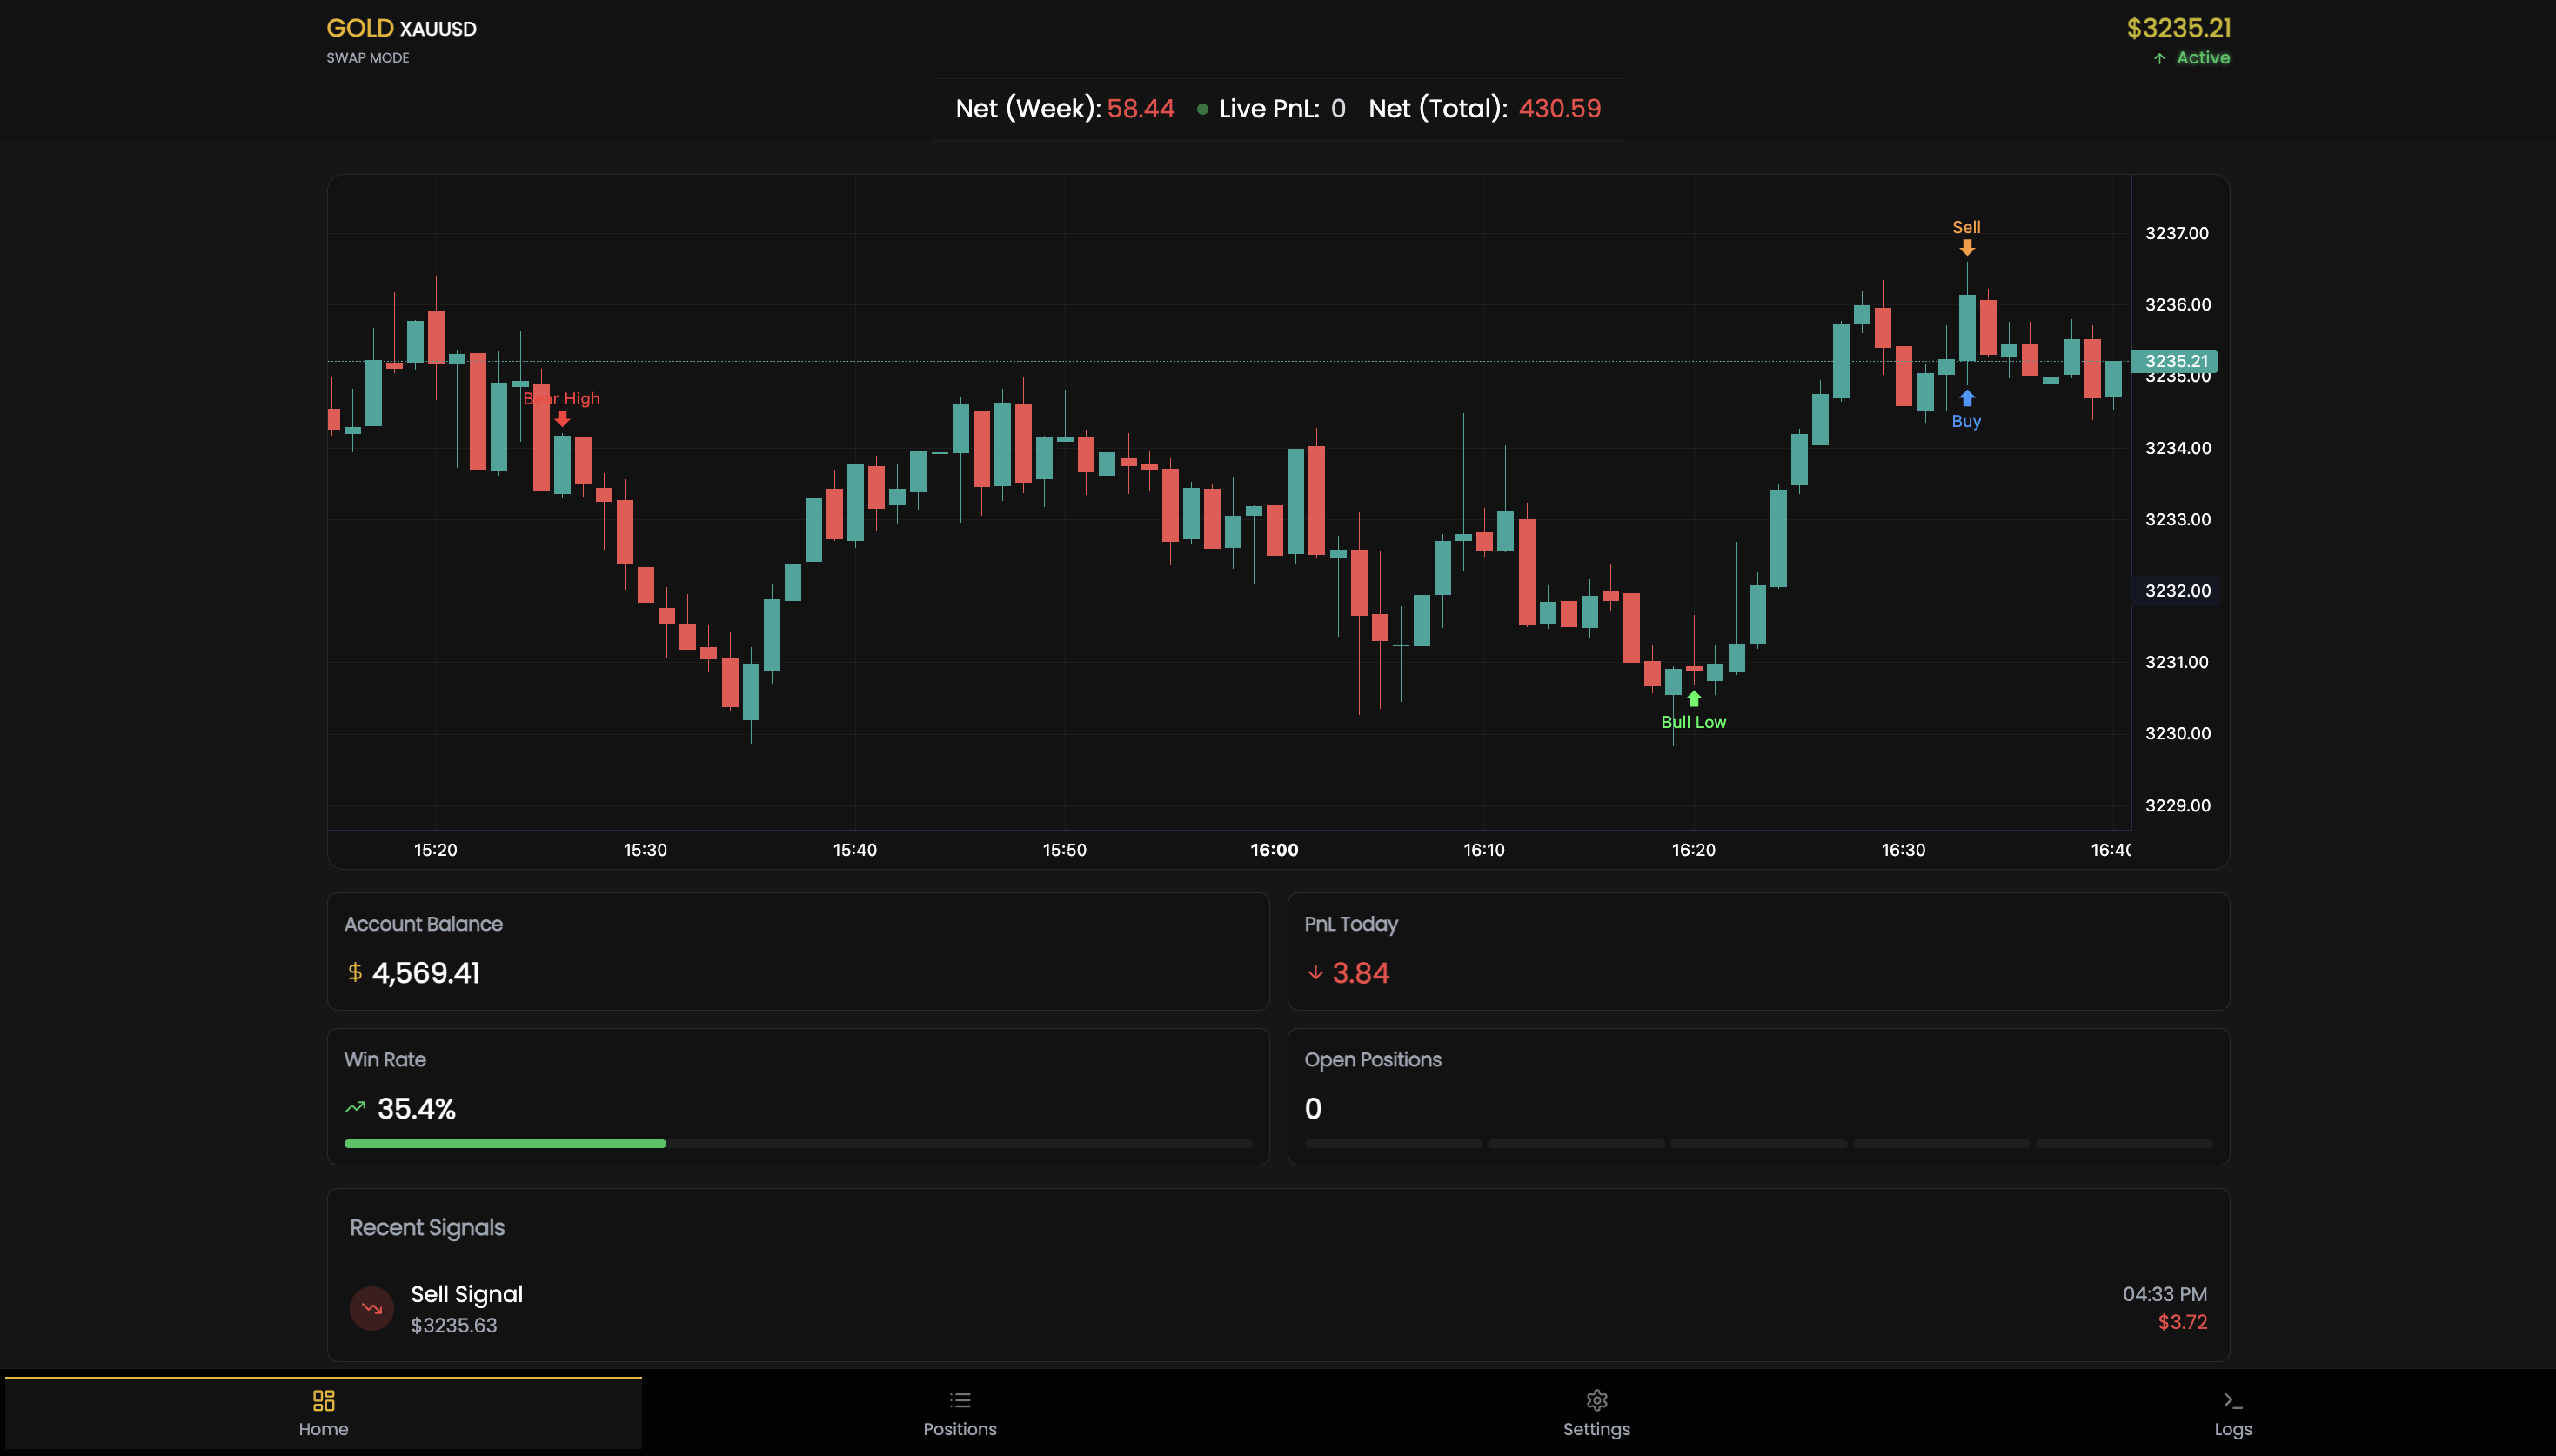 GOLD XAUUSD
SWAP MODE
$3235.21
Active
Net (Week): 58.44 Live PnL: 0 Net (Total): 430.59
Sell
3237.00
3236.00
3235.21
3235.00
Bear High
Buy
3234.00
3233.00
3232.00
3231.00
Bull Low
3230.00
3229.00
15:20 15:30 15:40 15:50 16:00 16:10 16:20 16:30 16:40
Account Balance
$ 4,569.41
PnL Today
3.84
Win Rate
35.4%
Open Positions
0
Recent Signals
Sell Signal
$3235.63
04:33 PM
$3.72
Home
Positions
Settings
Logs